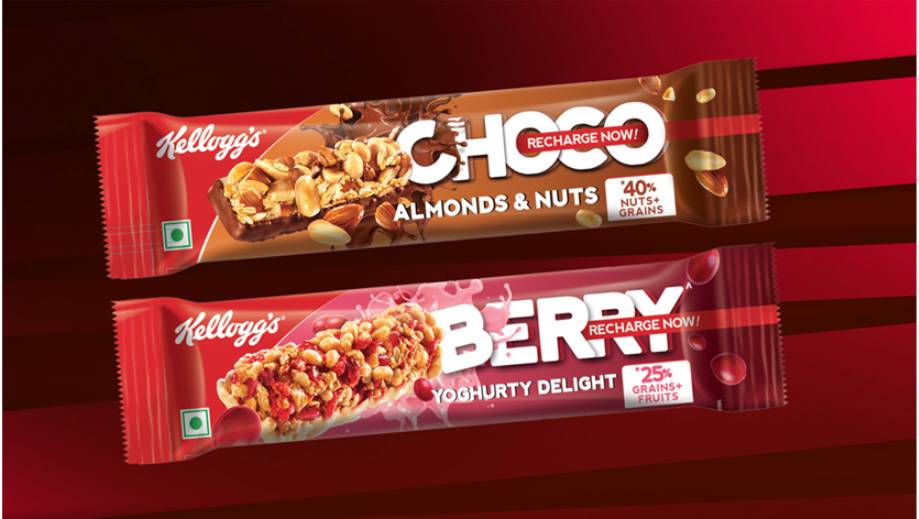 Kellogg's®
CHOCO
RECHARGE NOW!
ALMONDS & NUTS
*40%
NUTS+
GRAINS
Kellogg's®
BERRY^
RECHARGE NOW!
YOGHURTY DELIGHT
*25%
GRAINS+
FRUITS